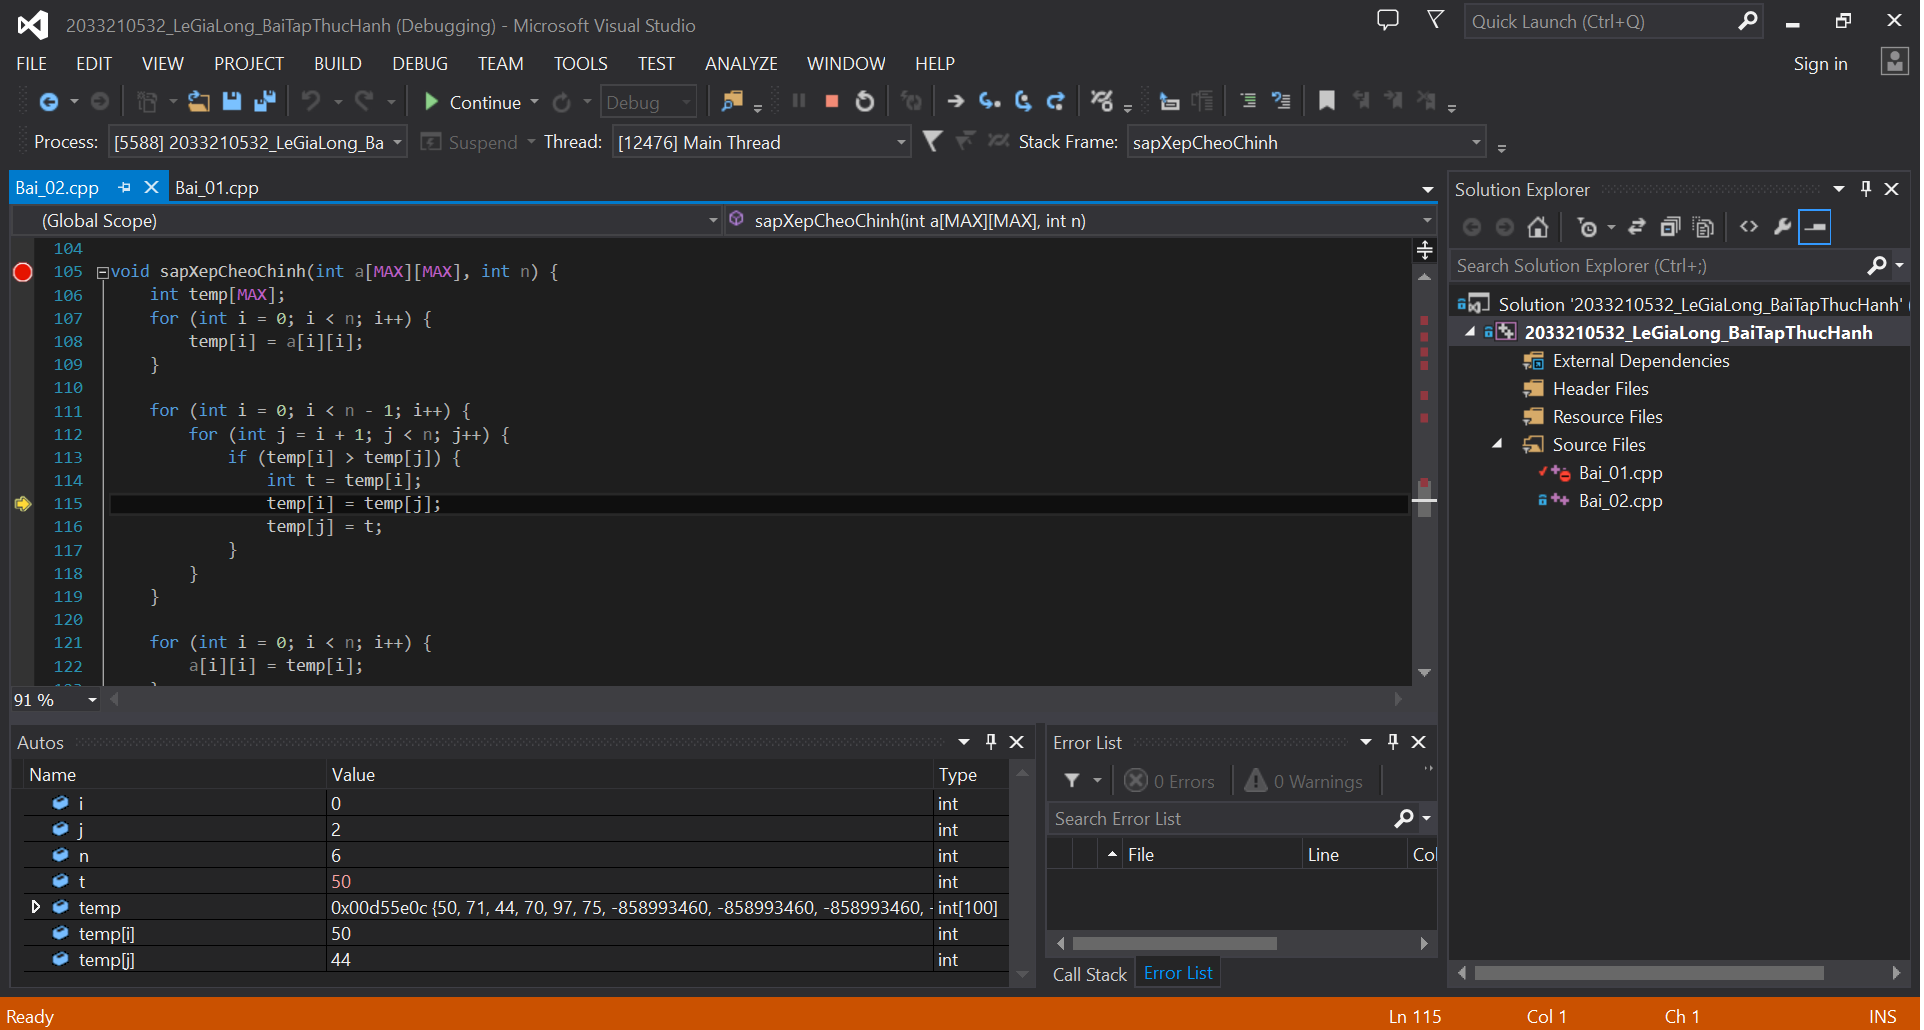 2033210532_LeGiaLong_BaiTapThucHanh (Debugging) - Microsoft Visual Studio
Quick Launch (Ctrl+Q)
FILE EDIT VIEW PROJECT BUILD DEBUG TEAM TOOLS TEST ANALYZE WINDOW HELP
Sign in
Continue Debug
Process: [5588] 2033210532_LeGiaLong_Ba Suspend Thread: [12476] Main Thread Stack Frame: sapXepCheoChinh
Bai_02.cpp Bai_01.cpp
(Global Scope) sapXepCheoChinh(int a[MAX][MAX], int n)
104
105 void sapXepCheoChinh(int a[MAX][MAX], int n) {
106 int temp[MAX];
107 for (int i = 0; i < n; i++) {
108 temp[i] = a[i][i];
109 }
110
111 for (int i = 0; i < n - 1; i++) {
112 for (int j = i + 1; j < n; j++) {
113 if (temp[i] > temp[j]) {
114 int t = temp[i];
115 temp[i] = temp[j];
116 temp[j] = t;
117 }
118 }
119 }
120
121 for (int i = 0; i < n; i++) {
122 a[i][i] = temp[i];
91 %
Autos
Name Value Type
i 0 int
j 2 int
n 6 int
t 50 int
temp 0x00d55e0c {50, 71, 44, 70, 97, 75, -858993460, -858993460, -858993460, - int[100]
temp[i] 50 int
temp[j] 44 int
Error List
0 Errors 0 Warnings
Search Error List
File Line Col
Call Stack Error List
Solution Explorer
Search Solution Explorer (Ctrl+;)
Solution '2033210532_LeGiaLong_BaiTapThucHanh' (
2033210532_LeGiaLong_BaiTapThucHanh
External Dependencies
Header Files
Resource Files
Source Files
Bai_01.cpp
Bai_02.cpp
Ready Ln 115 Col 1 Ch 1 INS